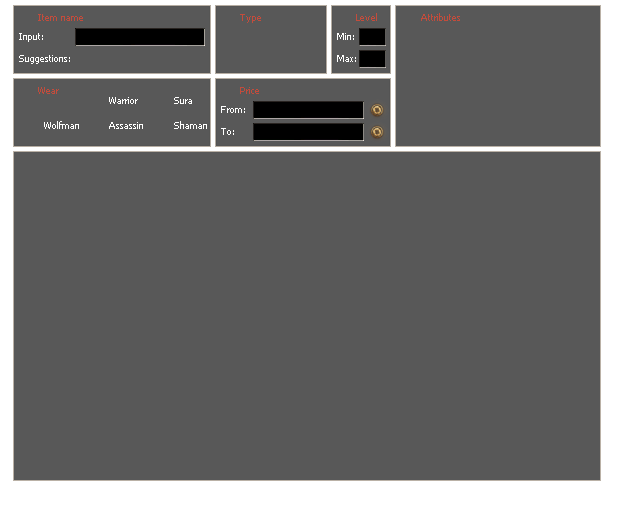 Item name
Input:
Suggestions:
Type
Level
Min:
Max:
Attributes
Wear
Warrior Sura
Wolfman Assassin Shaman
Price
From:
To: